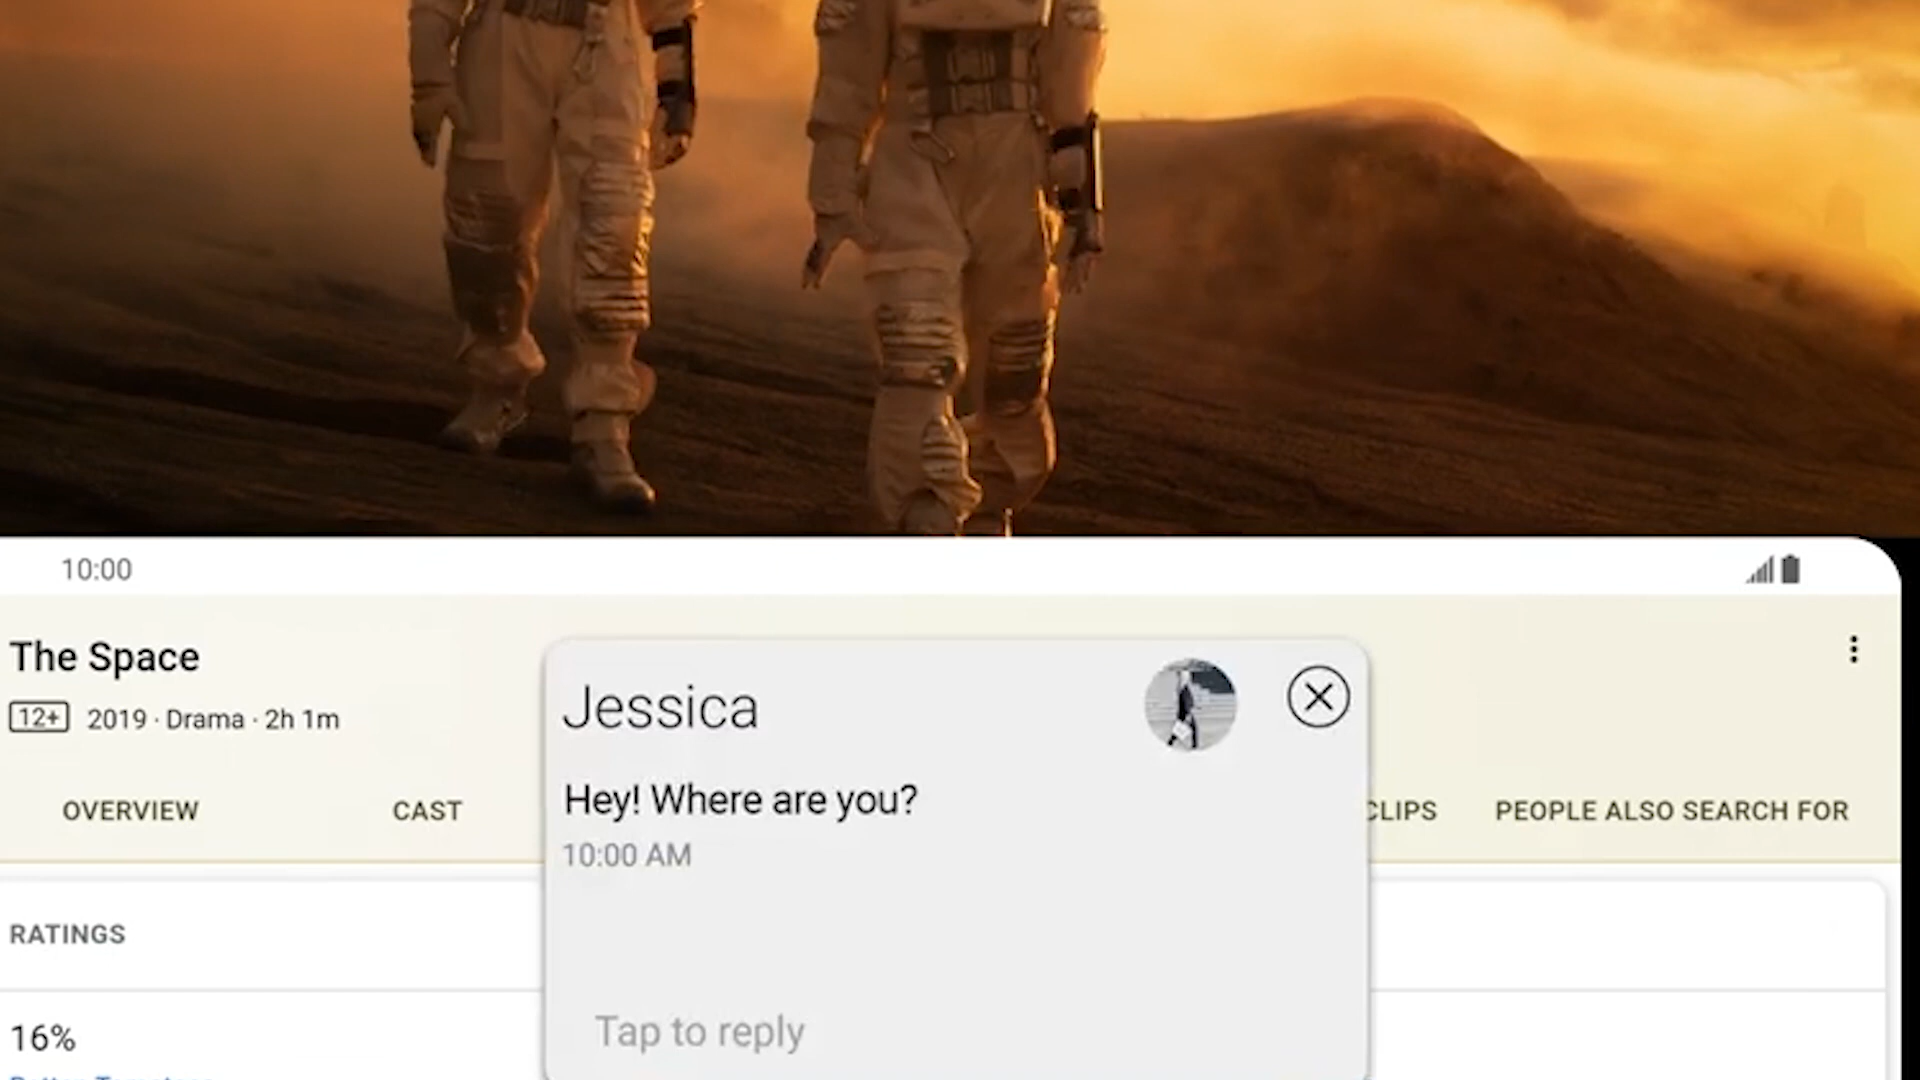 10:00
The Space
12+ 2019 · Drama · 2h 1m
OVERVIEW
CAST
CLIPS
PEOPLE ALSO SEARCH FOR
RATINGS
16%
Jessica
Hey! Where are you?
10:00 AM
Tap to reply